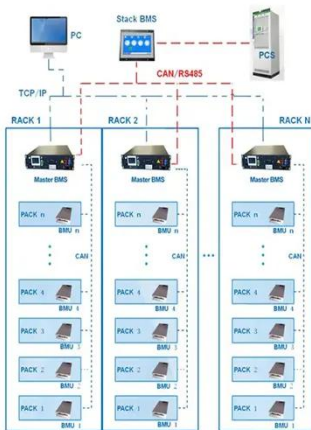 PC
Stack BMS
PCS
CAN/RS485
TCP/IP
RACK 1
RACK 2
RACK N
Master BMS
Master BMS
Master BMS
PACK n
BMU n
PACK n
BMU n
PACK n
BMU n
CAN
CAN
CAN
PACK 4
BMU 4
PACK 4
BMU 4
PACK 4
BMU 4
PACK 3
BMU 3
PACK 3
BMU 3
PACK 3
BMU 3
PACK 2
BMU 2
PACK 2
BMU 2
PACK 2
BMU 2
PACK 1
BMU 1
PACK 1
BMU 1
PACK 1
BMU 1